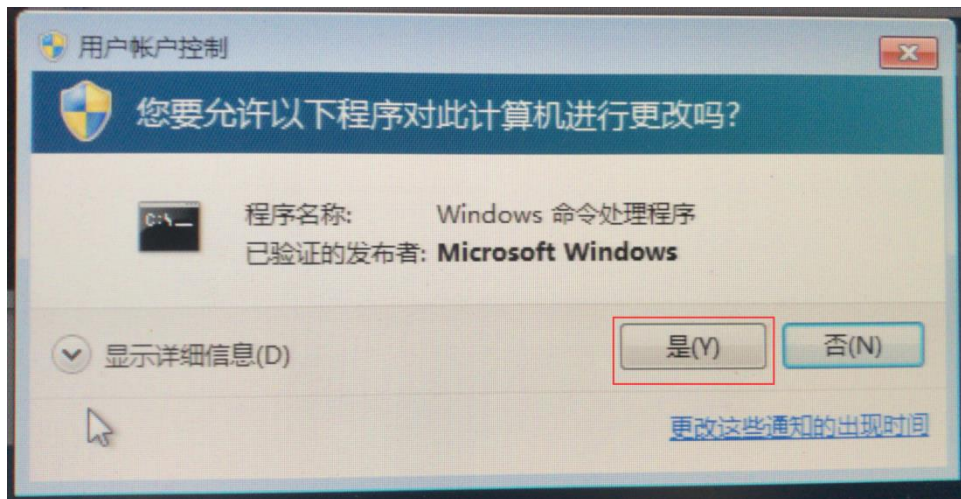 用户帐户控制
您要允许以下程序对此计算机进行更改吗?
C:\_
程序名称: Windows 命令处理程序
已验证的发布者: Microsoft Windows
显示详细信息(D)
是(Y)
否(N)
更改这些通知的出现时间